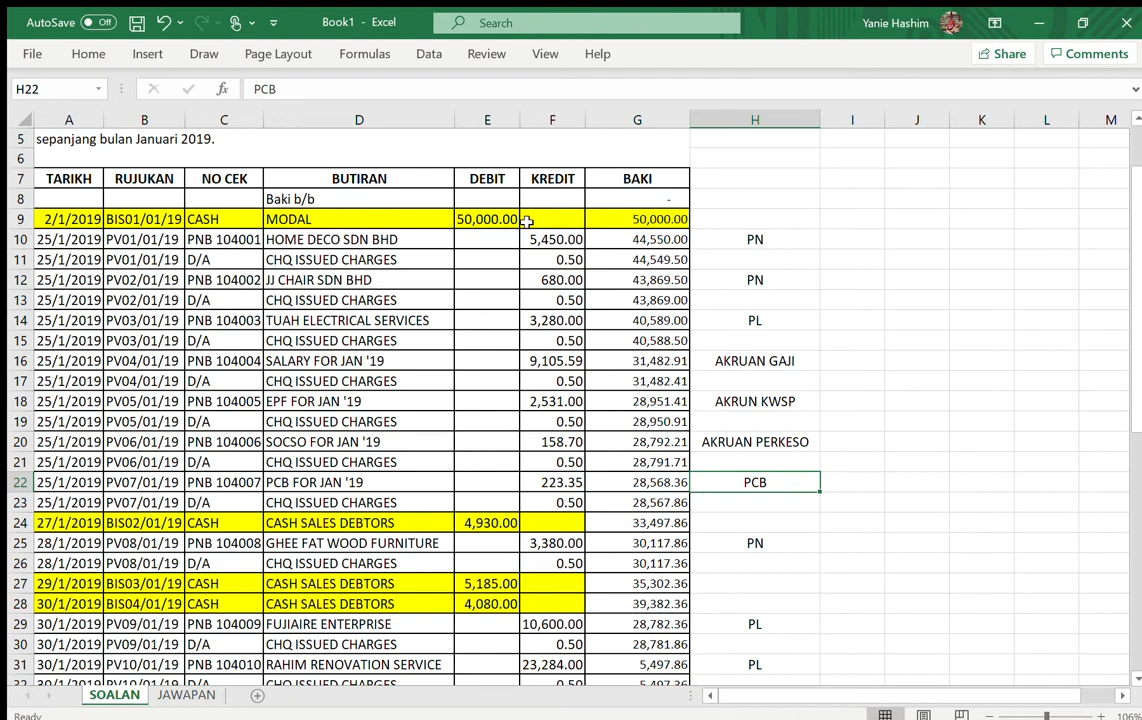 AutoSave Off Book1 - Excel Search Yanie Hashim
File Home Insert Draw Page Layout Formulas Data Review View Help Share Comments
H22 fx PCB
A B C D E F G H I J K L M
5 sepanjang bulan Januari 2019.
6
7 TARIKH RUJUKAN NO CEK BUTIRAN DEBIT KREDIT BAKI
8 Baki b/b -
9 2/1/2019 BIS01/01/19 CASH MODAL 50,000.00 50,000.00
10 25/1/2019 PV01/01/19 PNB 104001 HOME DECO SDN BHD 5,450.00 44,550.00 PN
11 25/1/2019 PV01/01/19 D/A CHQ ISSUED CHARGES 0.50 44,549.50
12 25/1/2019 PV02/01/19 PNB 104002 JJ CHAIR SDN BHD 680.00 43,869.50 PN
13 25/1/2019 PV02/01/19 D/A CHQ ISSUED CHARGES 0.50 43,869.00
14 25/1/2019 PV03/01/19 PNB 104003 TUAH ELECTRICAL SERVICES 3,280.00 40,589.00 PL
15 25/1/2019 PV03/01/19 D/A CHQ ISSUED CHARGES 0.50 40,588.50
16 25/1/2019 PV04/01/19 PNB 104004 SALARY FOR JAN '19 9,105.59 31,482.91 AKRUAN GAJI
17 25/1/2019 PV04/01/19 D/A CHQ ISSUED CHARGES 0.50 31,482.41
18 25/1/2019 PV05/01/19 PNB 104005 EPF FOR JAN '19 2,531.00 28,951.41 AKRUN KWSP
19 25/1/2019 PV05/01/19 D/A CHQ ISSUED CHARGES 0.50 28,950.91
20 25/1/2019 PV06/01/19 PNB 104006 SOCSO FOR JAN '19 158.70 28,792.21 AKRUAN PERKESO
21 25/1/2019 PV06/01/19 D/A CHQ ISSUED CHARGES 0.50 28,791.71
22 25/1/2019 PV07/01/19 PNB 104007 PCB FOR JAN '19 223.35 28,568.36 PCB
23 25/1/2019 PV07/01/19 D/A CHQ ISSUED CHARGES 0.50 28,567.86
24 27/1/2019 BIS02/01/19 CASH CASH SALES DEBTORS 4,930.00 33,497.86
25 28/1/2019 PV08/01/19 PNB 104008 GHEE FAT WOOD FURNITURE 3,380.00 30,117.86 PN
26 28/1/2019 PV08/01/19 D/A CHQ ISSUED CHARGES 0.50 30,117.36
27 29/1/2019 BIS03/01/19 CASH CASH SALES DEBTORS 5,185.00 35,302.36
28 30/1/2019 BIS04/01/19 CASH CASH SALES DEBTORS 4,080.00 39,382.36
29 30/1/2019 PV09/01/19 PNB 104009 FUJIAIRE ENTERPRISE 10,600.00 28,782.36 PL
30 30/1/2019 PV09/01/19 D/A CHQ ISSUED CHARGES 0.50 28,781.86
31 30/1/2019 PV10/01/19 PNB 104010 RAHIM RENOVATION SERVICE 23,284.00 5,497.86 PL
32 30/1/2019 PV10/01/19 D/A CHQ ISSUED CHARGES 0.50 5,497.36
SOALAN JAWAPAN
Ready 106%